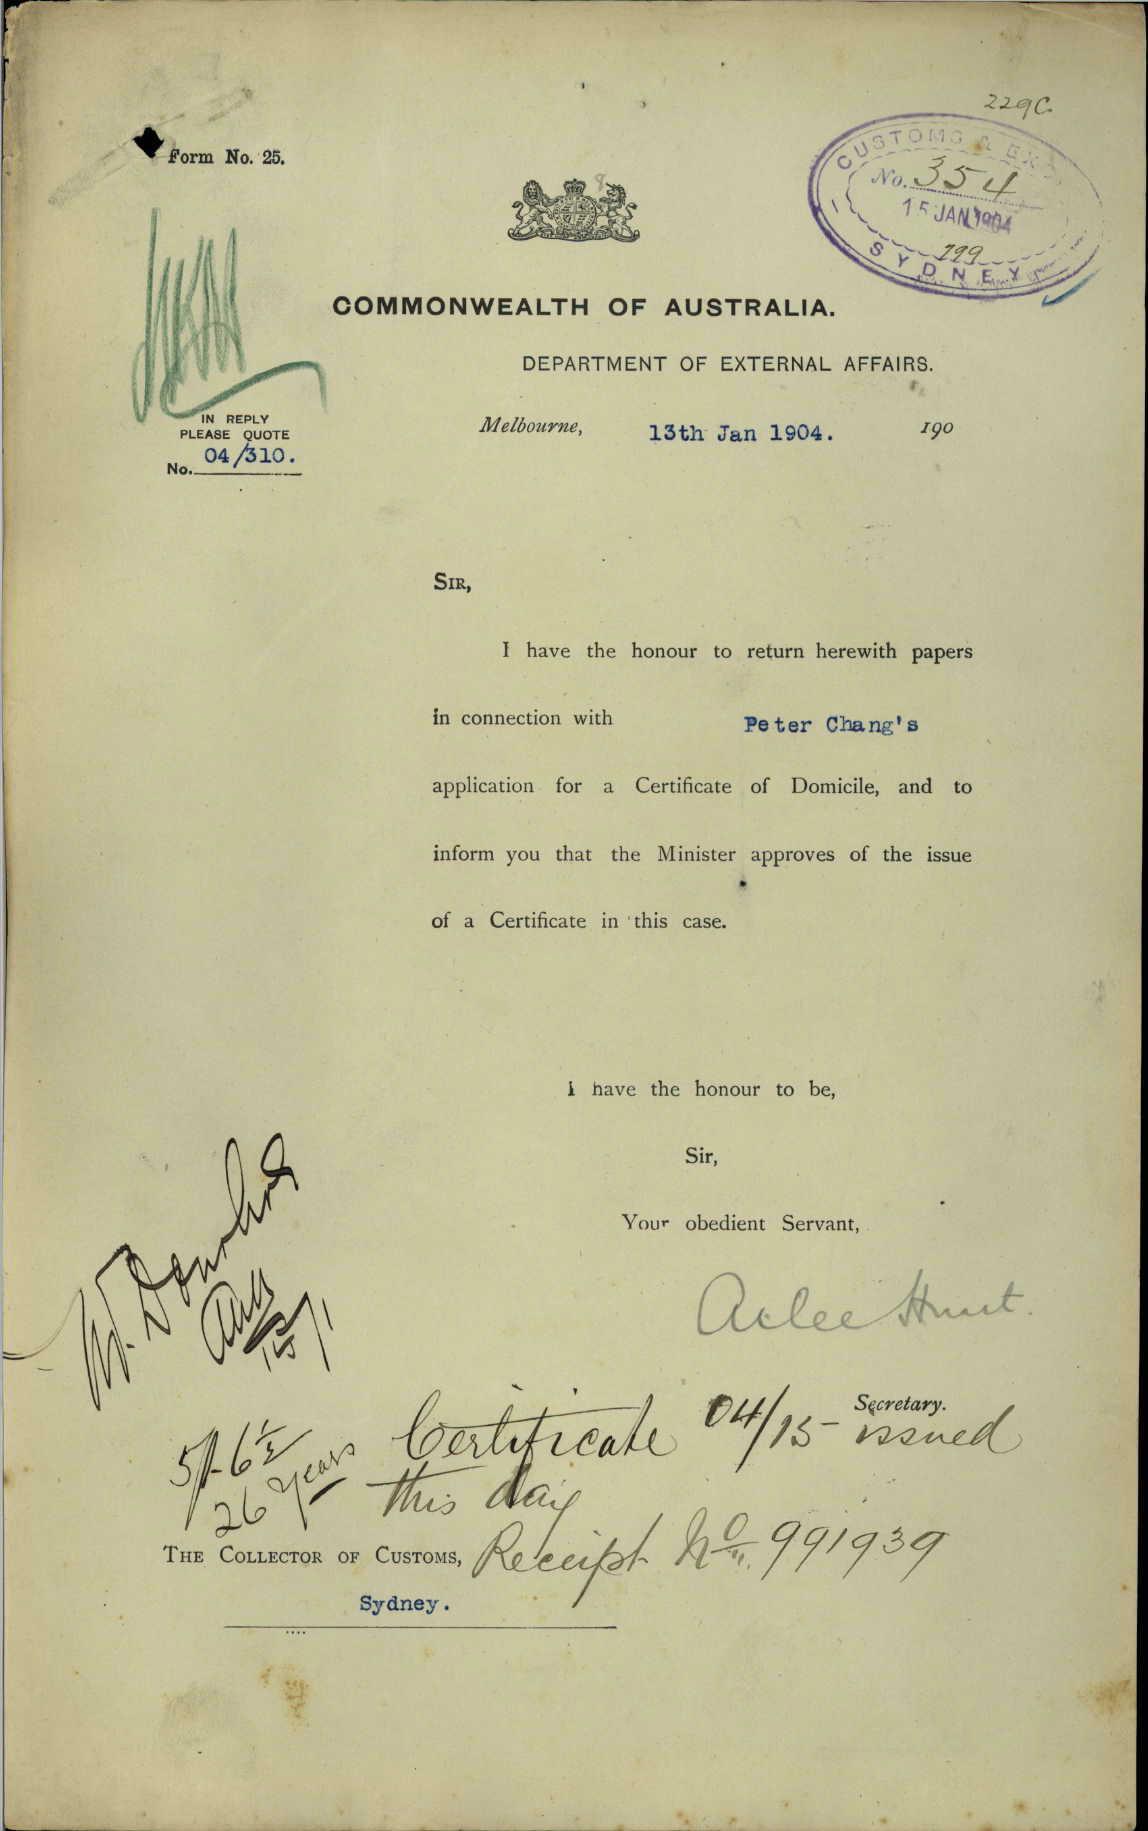 229C
Form No. 25.
CUSTOMS & EXC
No. 354
15 JAN 1904
199
SYDNEY
COMMONWEALTH OF AUSTRALIA.
DEPARTMENT OF EXTERNAL AFFAIRS.
IN REPLY
PLEASE QUOTE
No. 04/310.
Melbourne, 13th Jan 1904. 190
SIR,
I have the honour to return herewith papers
in connection with Peter Chang's
application for a Certificate of Domicile, and to
inform you that the Minister approves of the issue
of a Certificate in this case.
I have the honour to be,
Sir,
Your obedient Servant,
Atlee Hunt.
Secretary.
W. Donohoe
15/1
5ft 6½
26 years
Certificate 04/15 issued
this day
Receipt No. 991939
THE COLLECTOR OF CUSTOMS,
Sydney.